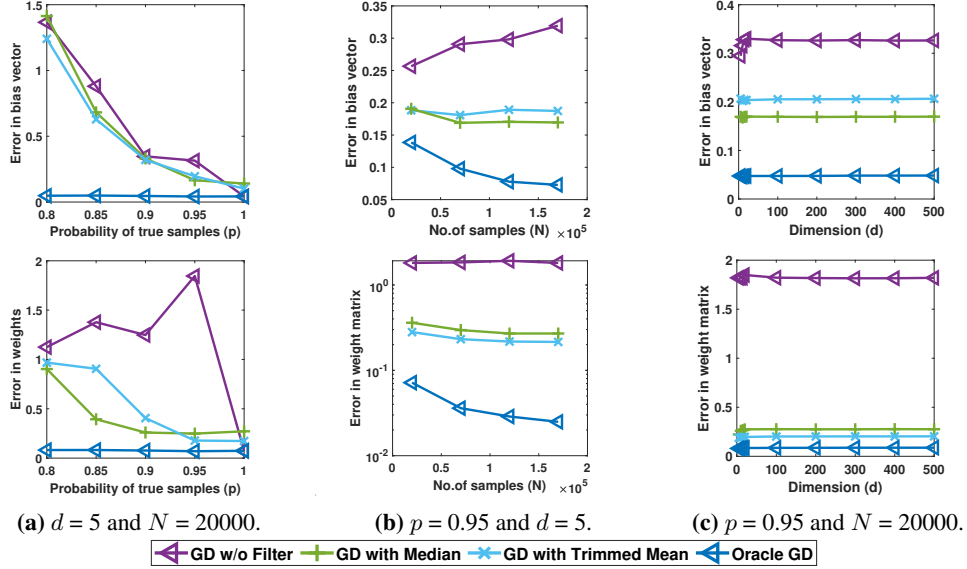 Error in bias vector
1.5
1
0.5
0
0.8 0.85 0.9 0.95 1
Probability of true samples (p)
Error in bias vector
0.35
0.3
0.25
0.2
0.15
0.1
0.05
0 0.5 1 1.5 2
No.of samples (N) ×10⁵
Error in bias vector
0.4
0.3
0.2
0.1
0
0 100 200 300 400 500
Dimension (d)
Error in weights
2
1.5
1
0.5
0
0.8 0.85 0.9 0.95 1
Probability of true samples (p)
Error in weight matrix
10⁰
10⁻¹
10⁻²
0 0.5 1 1.5 2
No.of samples (N) ×10⁵
Error in weight matrix
2
1.5
1
0.5
0
0 100 200 300 400 500
Dimension (d)
(a) d = 5 and N = 20000.
(b) p = 0.95 and d = 5.
(c) p = 0.95 and N = 20000.
GD w/o Filter GD with Median GD with Trimmed Mean Oracle GD